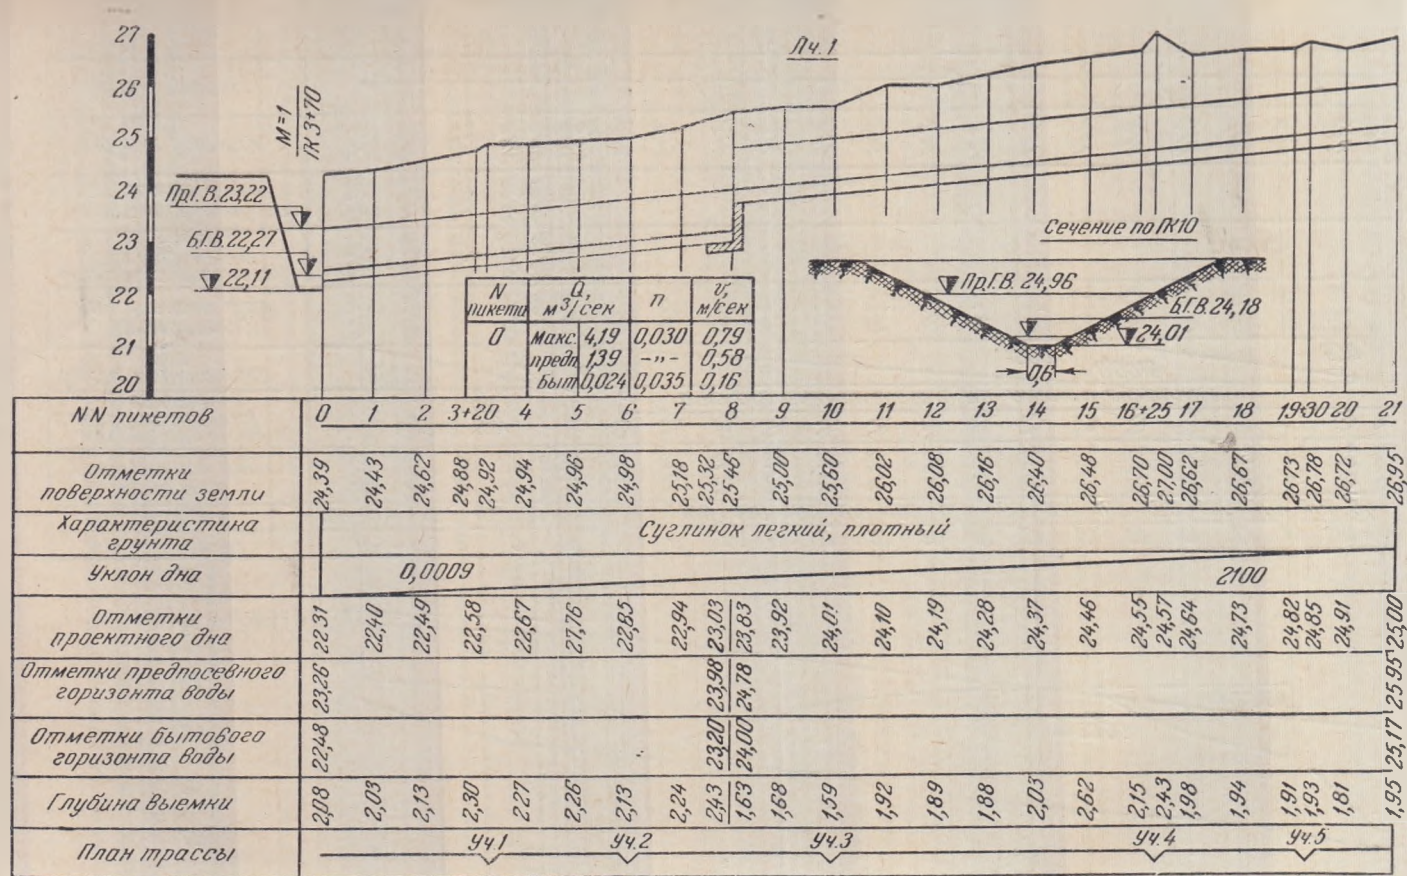 27
26
25
24
23
22
21
20
М=1
ПК3+70
Лч.1
Пр.Г.В.23,22
Б.Г.В.22,27
22,11
Сечение по ПК10
Пр.Г.В. 24,96
Б.Г.В. 24,18
24,01
0,6
N пикета Q, м³/сек n v, м/сек
0 Макс. 4,19 0,030 0,79
предп. 1,39 -"- 0,58
быт. 0,024 0,035 0,16
NN пикетов 0 1 2 3+20 4 5 6 7 8 9 10 11 12 13 14 15 16+25 17 18 19+30 20 21
Отметки
поверхности земли 24,39 24,43 24,62 24,88 24,92 24,94 24,96 24,98 25,18 25,32 25,46 25,00 25,60 26,02 26,08 26,16 26,40 26,48 26,70 27,00 26,62 26,67 26,73 26,78 26,72 26,95
Характеристика
грунта Суглинок легкий, плотный
Уклон дна 0,0009 2100
Отметки
проектного дна 22,31 22,40 22,49 22,58 22,67 27,76 22,85 22,94 23,03 23,83 23,92 24,01 24,10 24,19 24,28 24,37 24,46 24,55 24,57 24,64 24,73 24,82 24,85 24,91 25,00
Отметки предпосевного
горизонта воды 23,26 23,98 24,78 25,95
Отметки бытового
горизонта воды 22,48 23,20 24,00 25,17
Глубина выемки 2,08 2,03 2,13 2,30 2,27 2,26 2,13 2,24 2,43 1,63 1,68 1,59 1,92 1,89 1,88 2,03 2,62 2,15 2,43 1,98 1,94 1,91 1,93 1,81 1,95
План трассы Уч.1 Уч.2 Уч.3 Уч.4 Уч.5